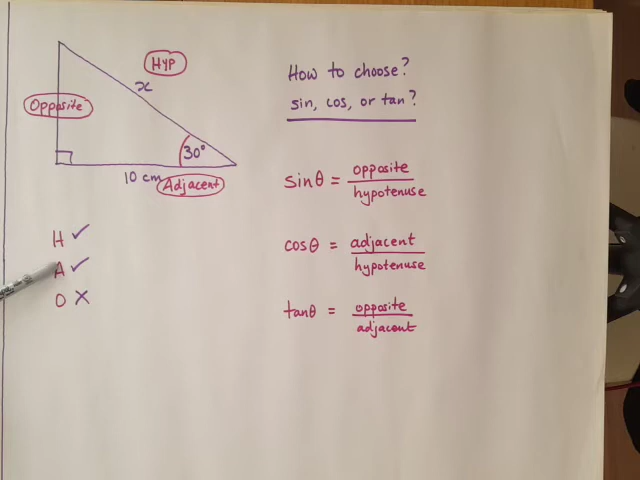 HYP
x
Opposite
30°
10 cm
Adjacent
H ✓
A ✓
O ✗
How to choose?
sin, cos, or tan?
sinθ = opposite
hypotenuse
cosθ = adjacent
hypotenuse
tanθ = opposite
adjacent